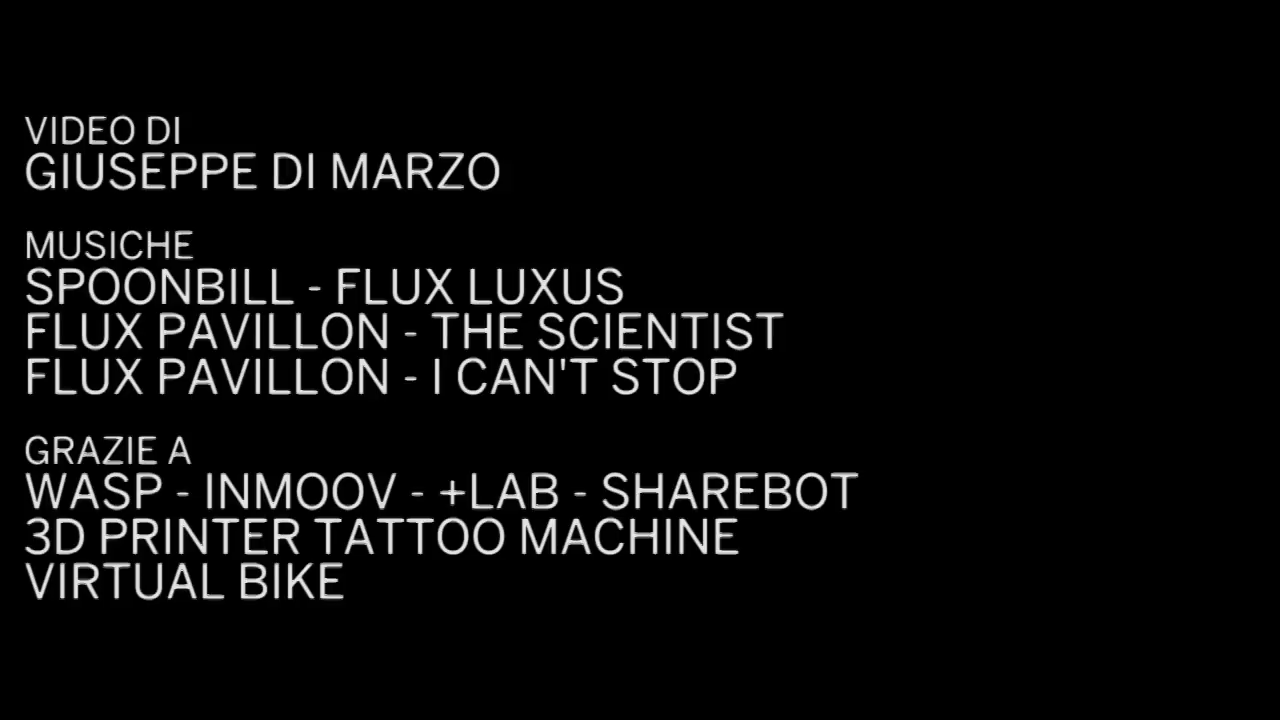 VIDEO DI
GIUSEPPE DI MARZO
MUSICHE
SPOONBILL - FLUX LUXUS
FLUX PAVILLON - THE SCIENTIST
FLUX PAVILLON - I CAN'T STOP
GRAZIE A
WASP - INMOOV - +LAB - SHAREBOT
3D PRINTER TATTOO MACHINE
VIRTUAL BIKE